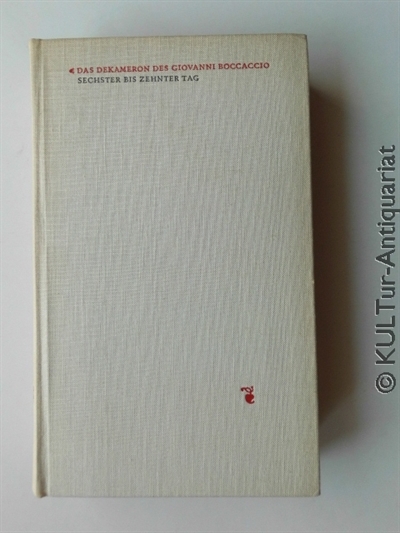 DAS DEKAMERON DES GIOVANNI BOCCACCIO
SECHSTER BIS ZEHNTER TAG
© KULTur-Antiquariat